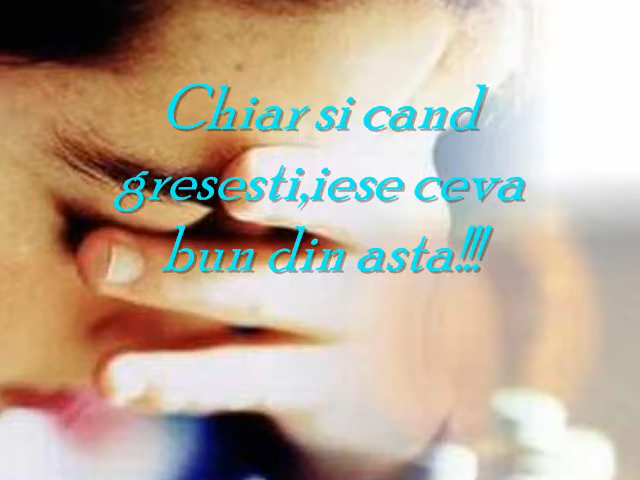 Chiar si cand
gresesti,iese ceva
bun din asta!!!